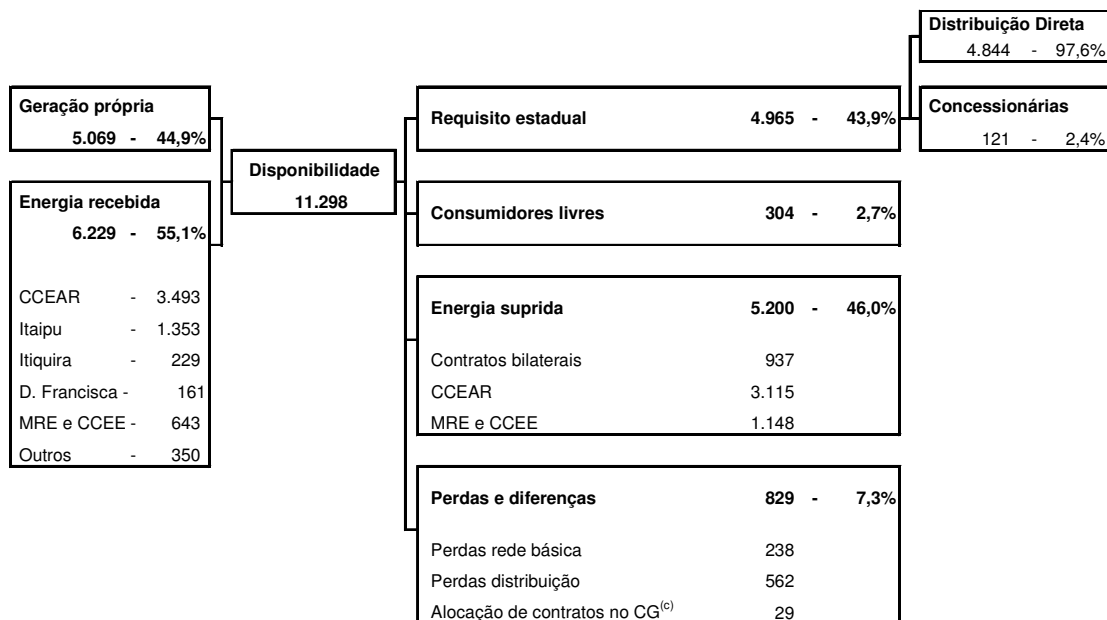 Distribuição Direta
4.844 - 97,6%
Geração própria
5.069 - 44,9%
Requisito estadual 4.965 - 43,9%
Concessionárias
121 - 2,4%
Disponibilidade
11.298
Energia recebida
6.229 - 55,1%
CCEAR - 3.493
Itaipu - 1.353
Itiquira - 229
D. Francisca - 161
MRE e CCEE - 643
Outros - 350
Consumidores livres 304 - 2,7%
Energia suprida 5.200 - 46,0%
Contratos bilaterais 937
CCEAR 3.115
MRE e CCEE 1.148
Perdas e diferenças 829 - 7,3%
Perdas rede básica 238
Perdas distribuição 562
Alocação de contratos no CG(c) 29